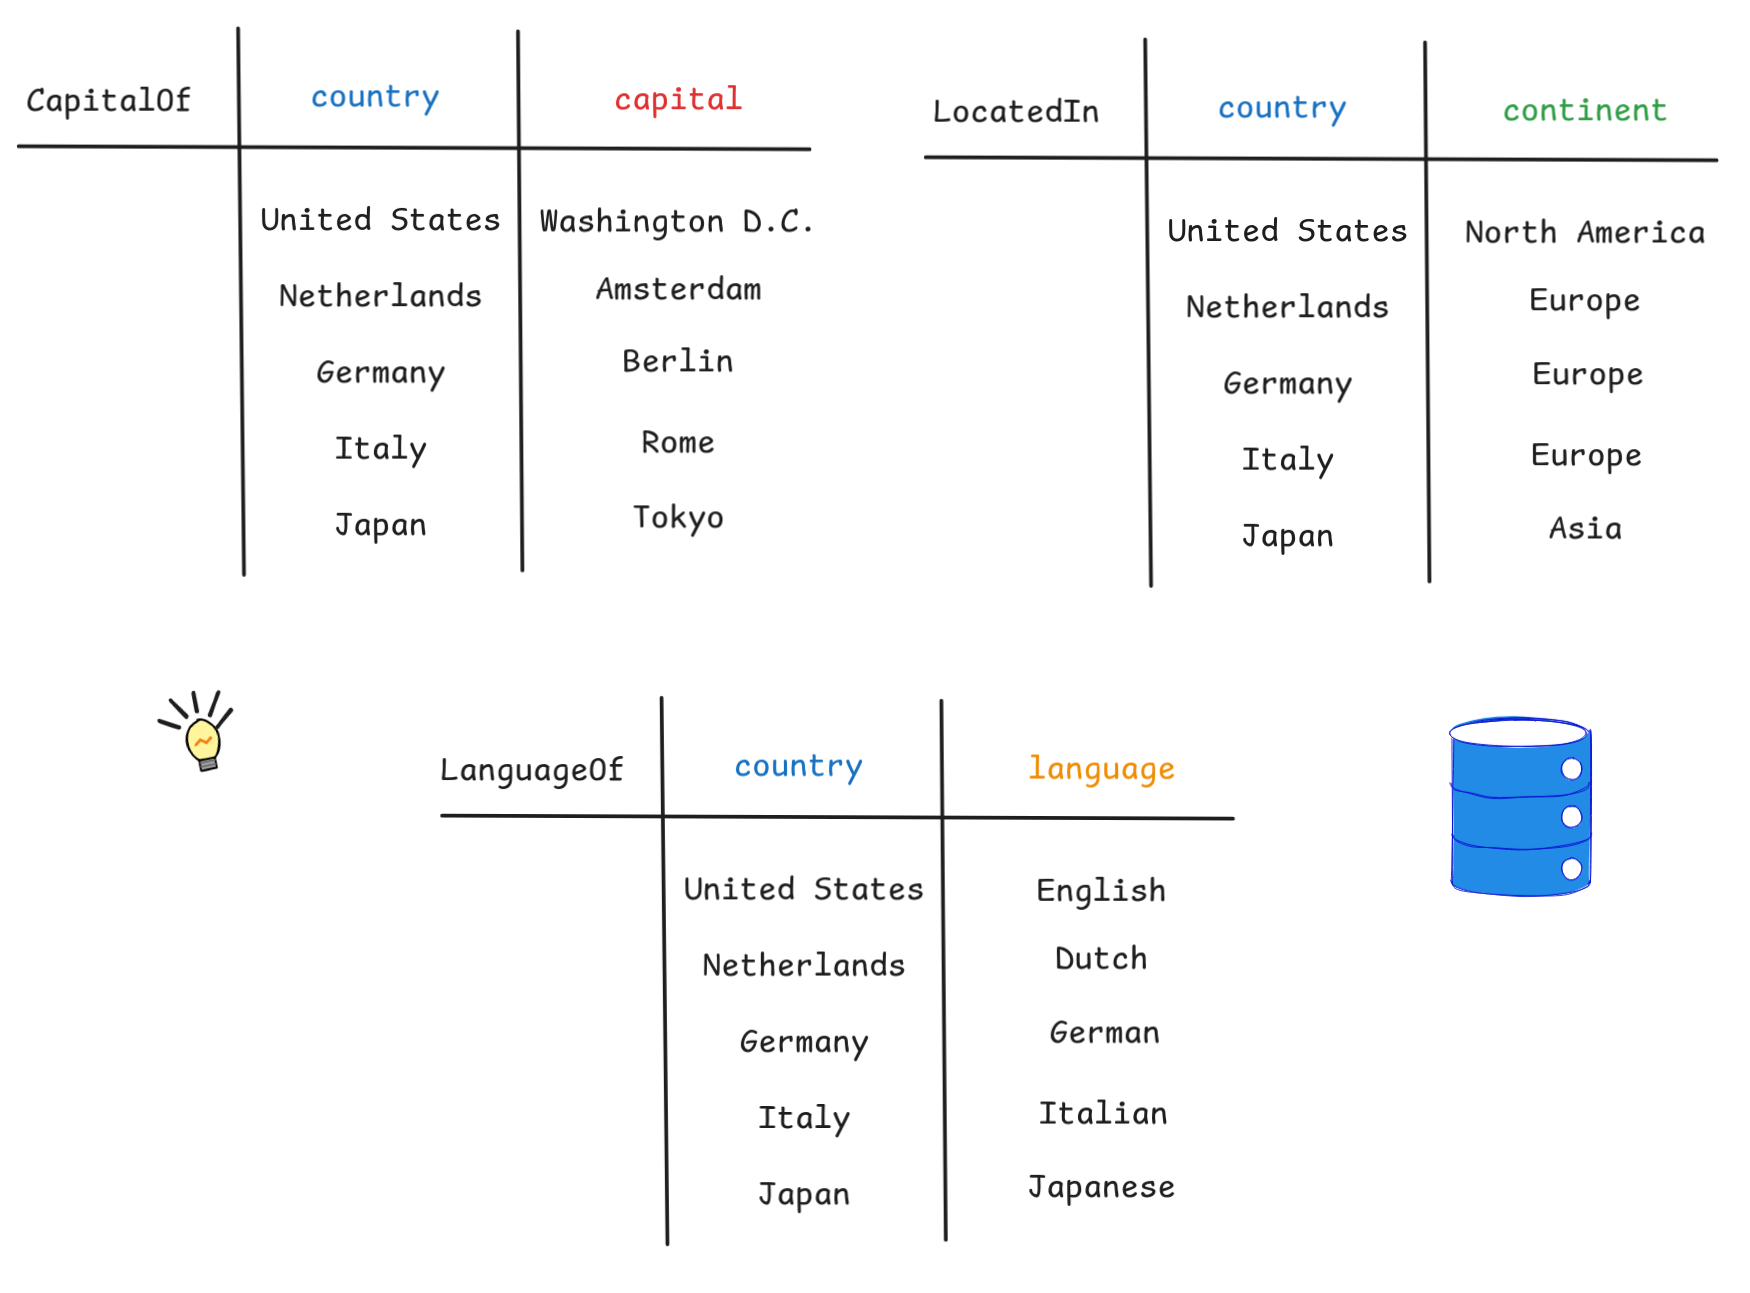 CapitalOf country capital
United States Washington D.C.
Netherlands Amsterdam
Germany Berlin
Italy Rome
Japan Tokyo
LocatedIn country continent
United States North America
Netherlands Europe
Germany Europe
Italy Europe
Japan Asia
LanguageOf country language
United States English
Netherlands Dutch
Germany German
Italy Italian
Japan Japanese